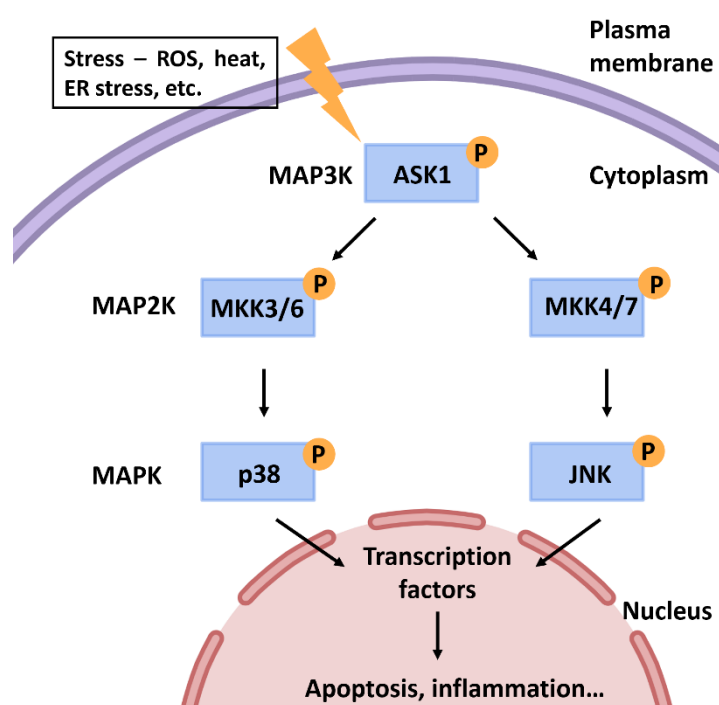 Stress – ROS, heat,
ER stress, etc.
Plasma
membrane
MAP3K
ASK1
P
Cytoplasm
MAP2K
MKK3/6
P
MKK4/7
P
MAPK
p38
P
JNK
P
Transcription
factors
Nucleus
Apoptosis, inflammation...